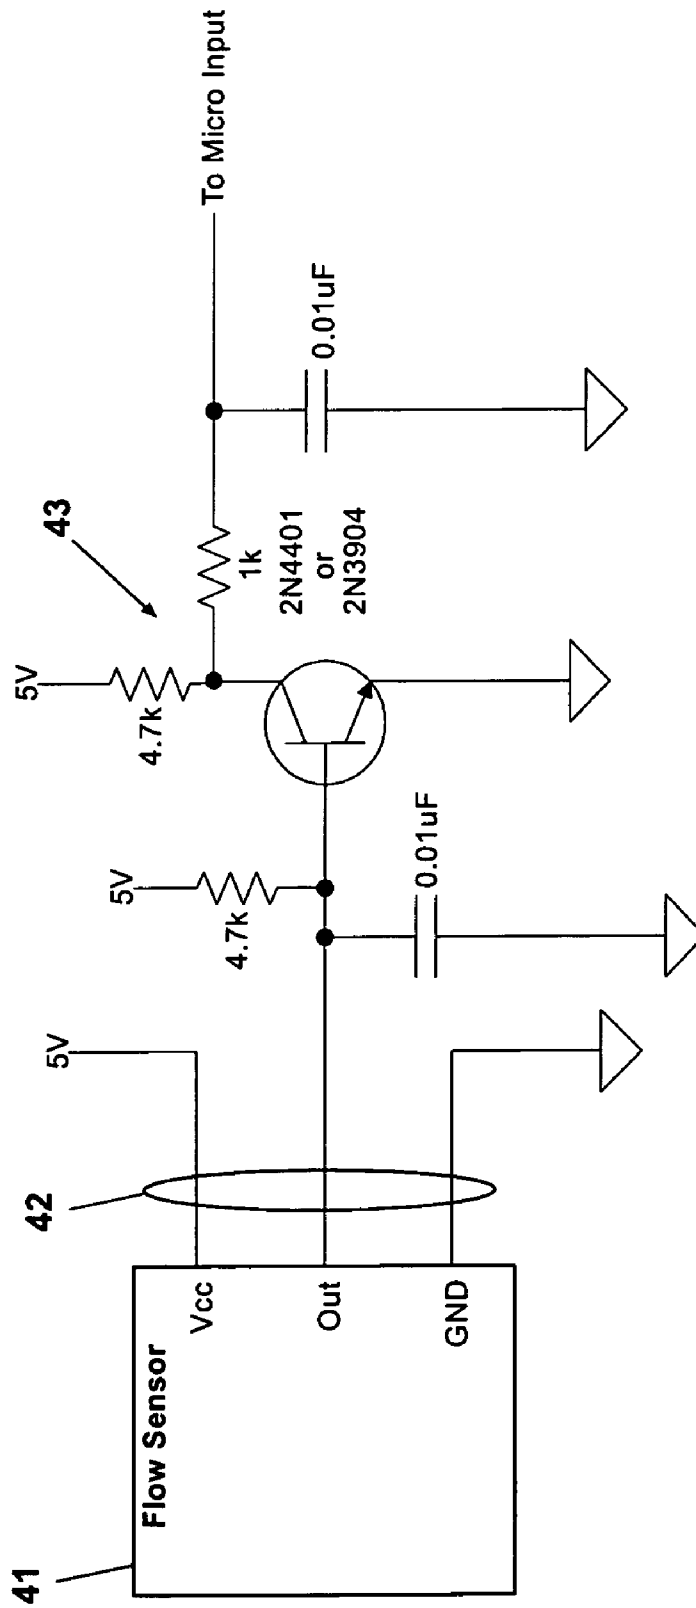 41
Flow Sensor
Vcc
Out
GND
42
5V
5V
4.7k
0.01uF
5V
4.7k
43
1k
2N4401
or
2N3904
0.01uF
To Micro Input